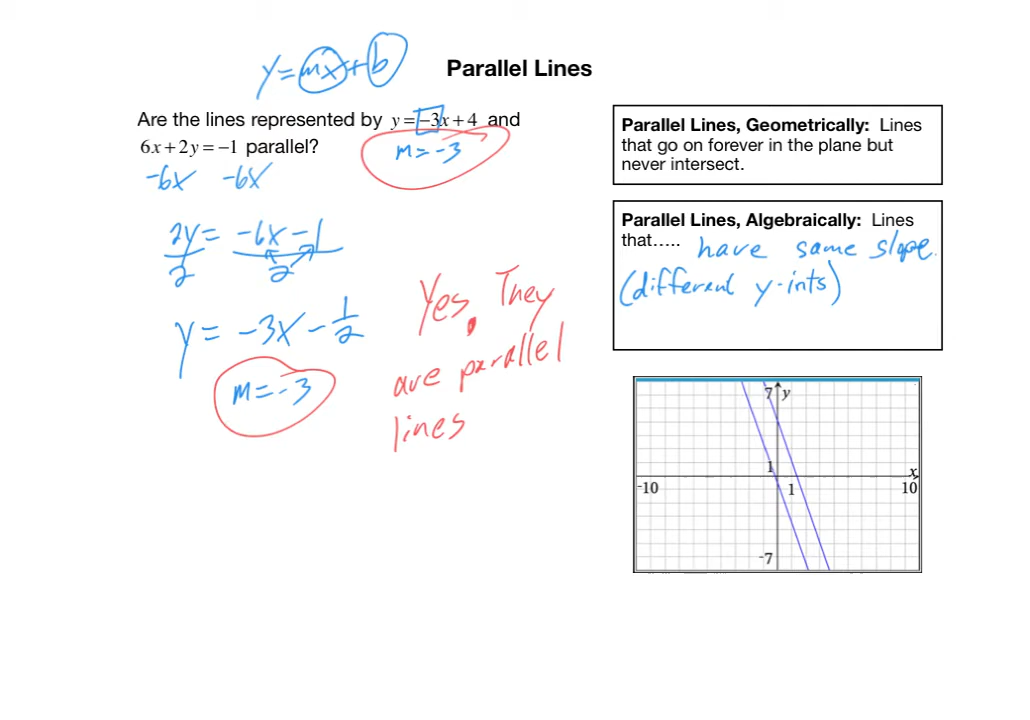 y = mx + b
Parallel Lines
Are the lines represented by y = −3x + 4 and
6x + 2y = −1 parallel?
m = -3
-6x -6x
2y = -6x - 1
2 2
y = -3x - 1/2
m = -3
Yes, They
are parallel
lines
Parallel Lines, Geometrically: Lines
that go on forever in the plane but
never intersect.
Parallel Lines, Algebraically: Lines
that..... have same slope.
(different y-ints)
7 y
1 x
-10 1 10
-7